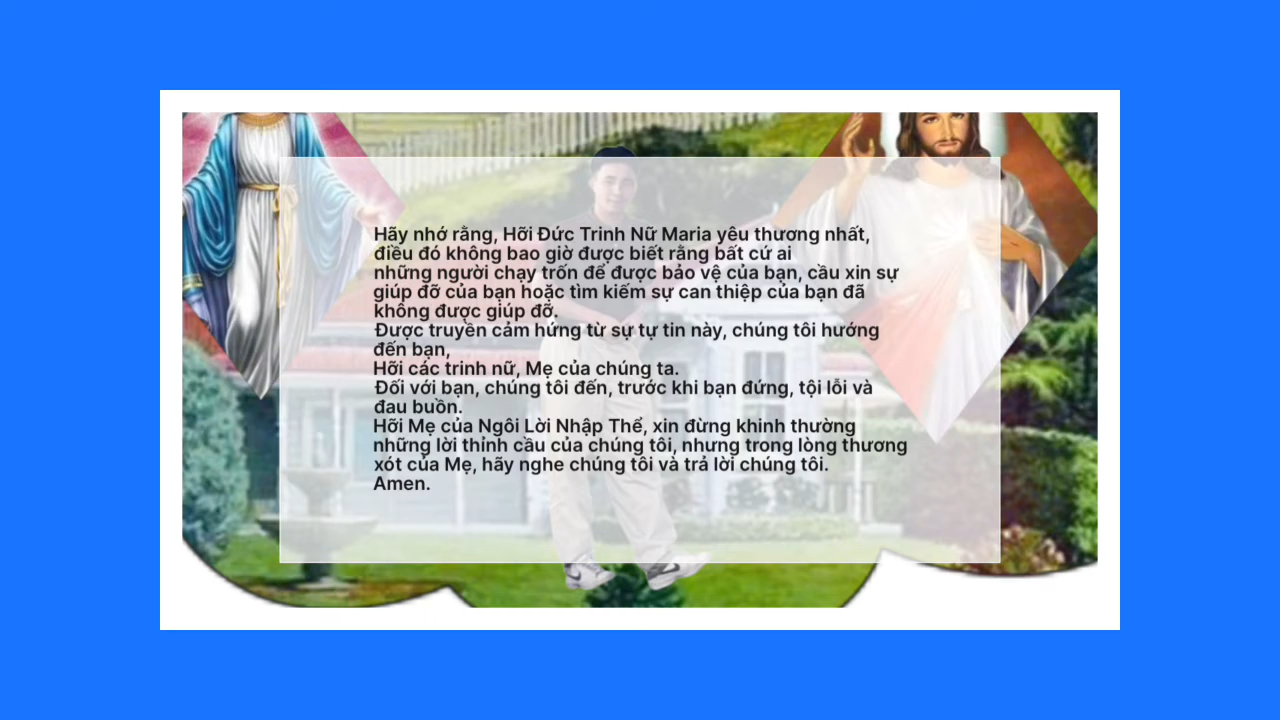 Hãy nhớ rằng, Hỡi Đức Trinh Nữ Maria yêu thương nhất,
điều đó không bao giờ được biết rằng bất cứ ai
những người chạy trốn để được bảo vệ của bạn, cầu xin sự
giúp đỡ của bạn hoặc tìm kiếm sự can thiệp của bạn đã
không được giúp đỡ.
Được truyền cảm hứng từ sự tự tin này, chúng tôi hướng
đến bạn,
Hỡi các trinh nữ, Mẹ của chúng ta.
Đối với bạn, chúng tôi đến, trước khi bạn đứng, tội lỗi và
đau buồn.
Hỡi Mẹ của Ngôi Lời Nhập Thể, xin đừng khinh thường
những lời thỉnh cầu của chúng tôi, nhưng trong lòng thương
xót của Mẹ, hãy nghe chúng tôi và trả lời chúng tôi.
Amen.